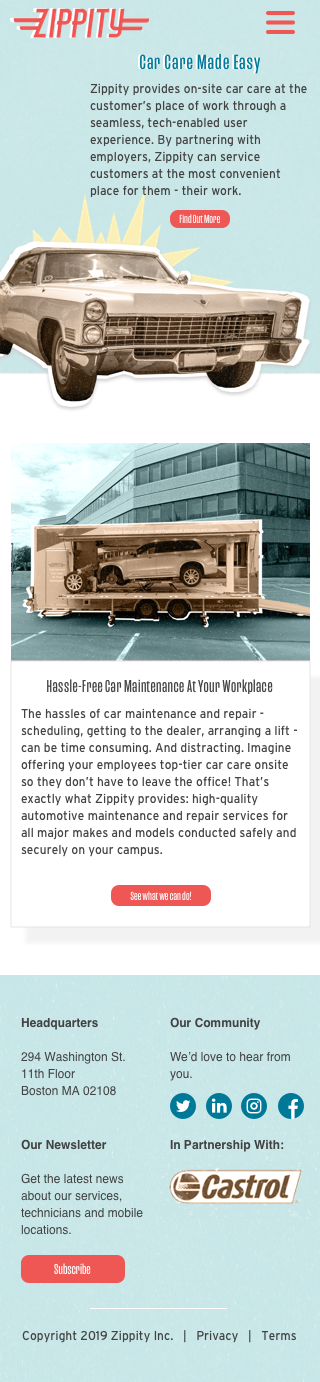 ZIPPITY
Car Care Made Easy
Zippity provides on-site car care at the
customer’s place of work through a
seamless, tech-enabled user
experience. By partnering with
employers, Zippity can service
customers at the most convenient
place for them - their work.
Find Out More
Hassle-Free Car Maintenance At Your Workplace
The hassles of car maintenance and repair -
scheduling, getting to the dealer, arranging a lift -
can be time consuming. And distracting. Imagine
offering your employees top-tier car care onsite
so they don’t have to leave the office! That’s
exactly what Zippity provides: high-quality
automotive maintenance and repair services for
all major makes and models conducted safely and
securely on your campus.
See what we can do!
Headquarters
294 Washington St.
11th Floor
Boston MA 02108
Our Community
We’d love to hear from
you.
Our Newsletter
Get the latest news
about our services,
technicians and mobile
locations.
Subscribe
In Partnership With:
Castrol
Copyright 2019 Zippity Inc. | Privacy | Terms